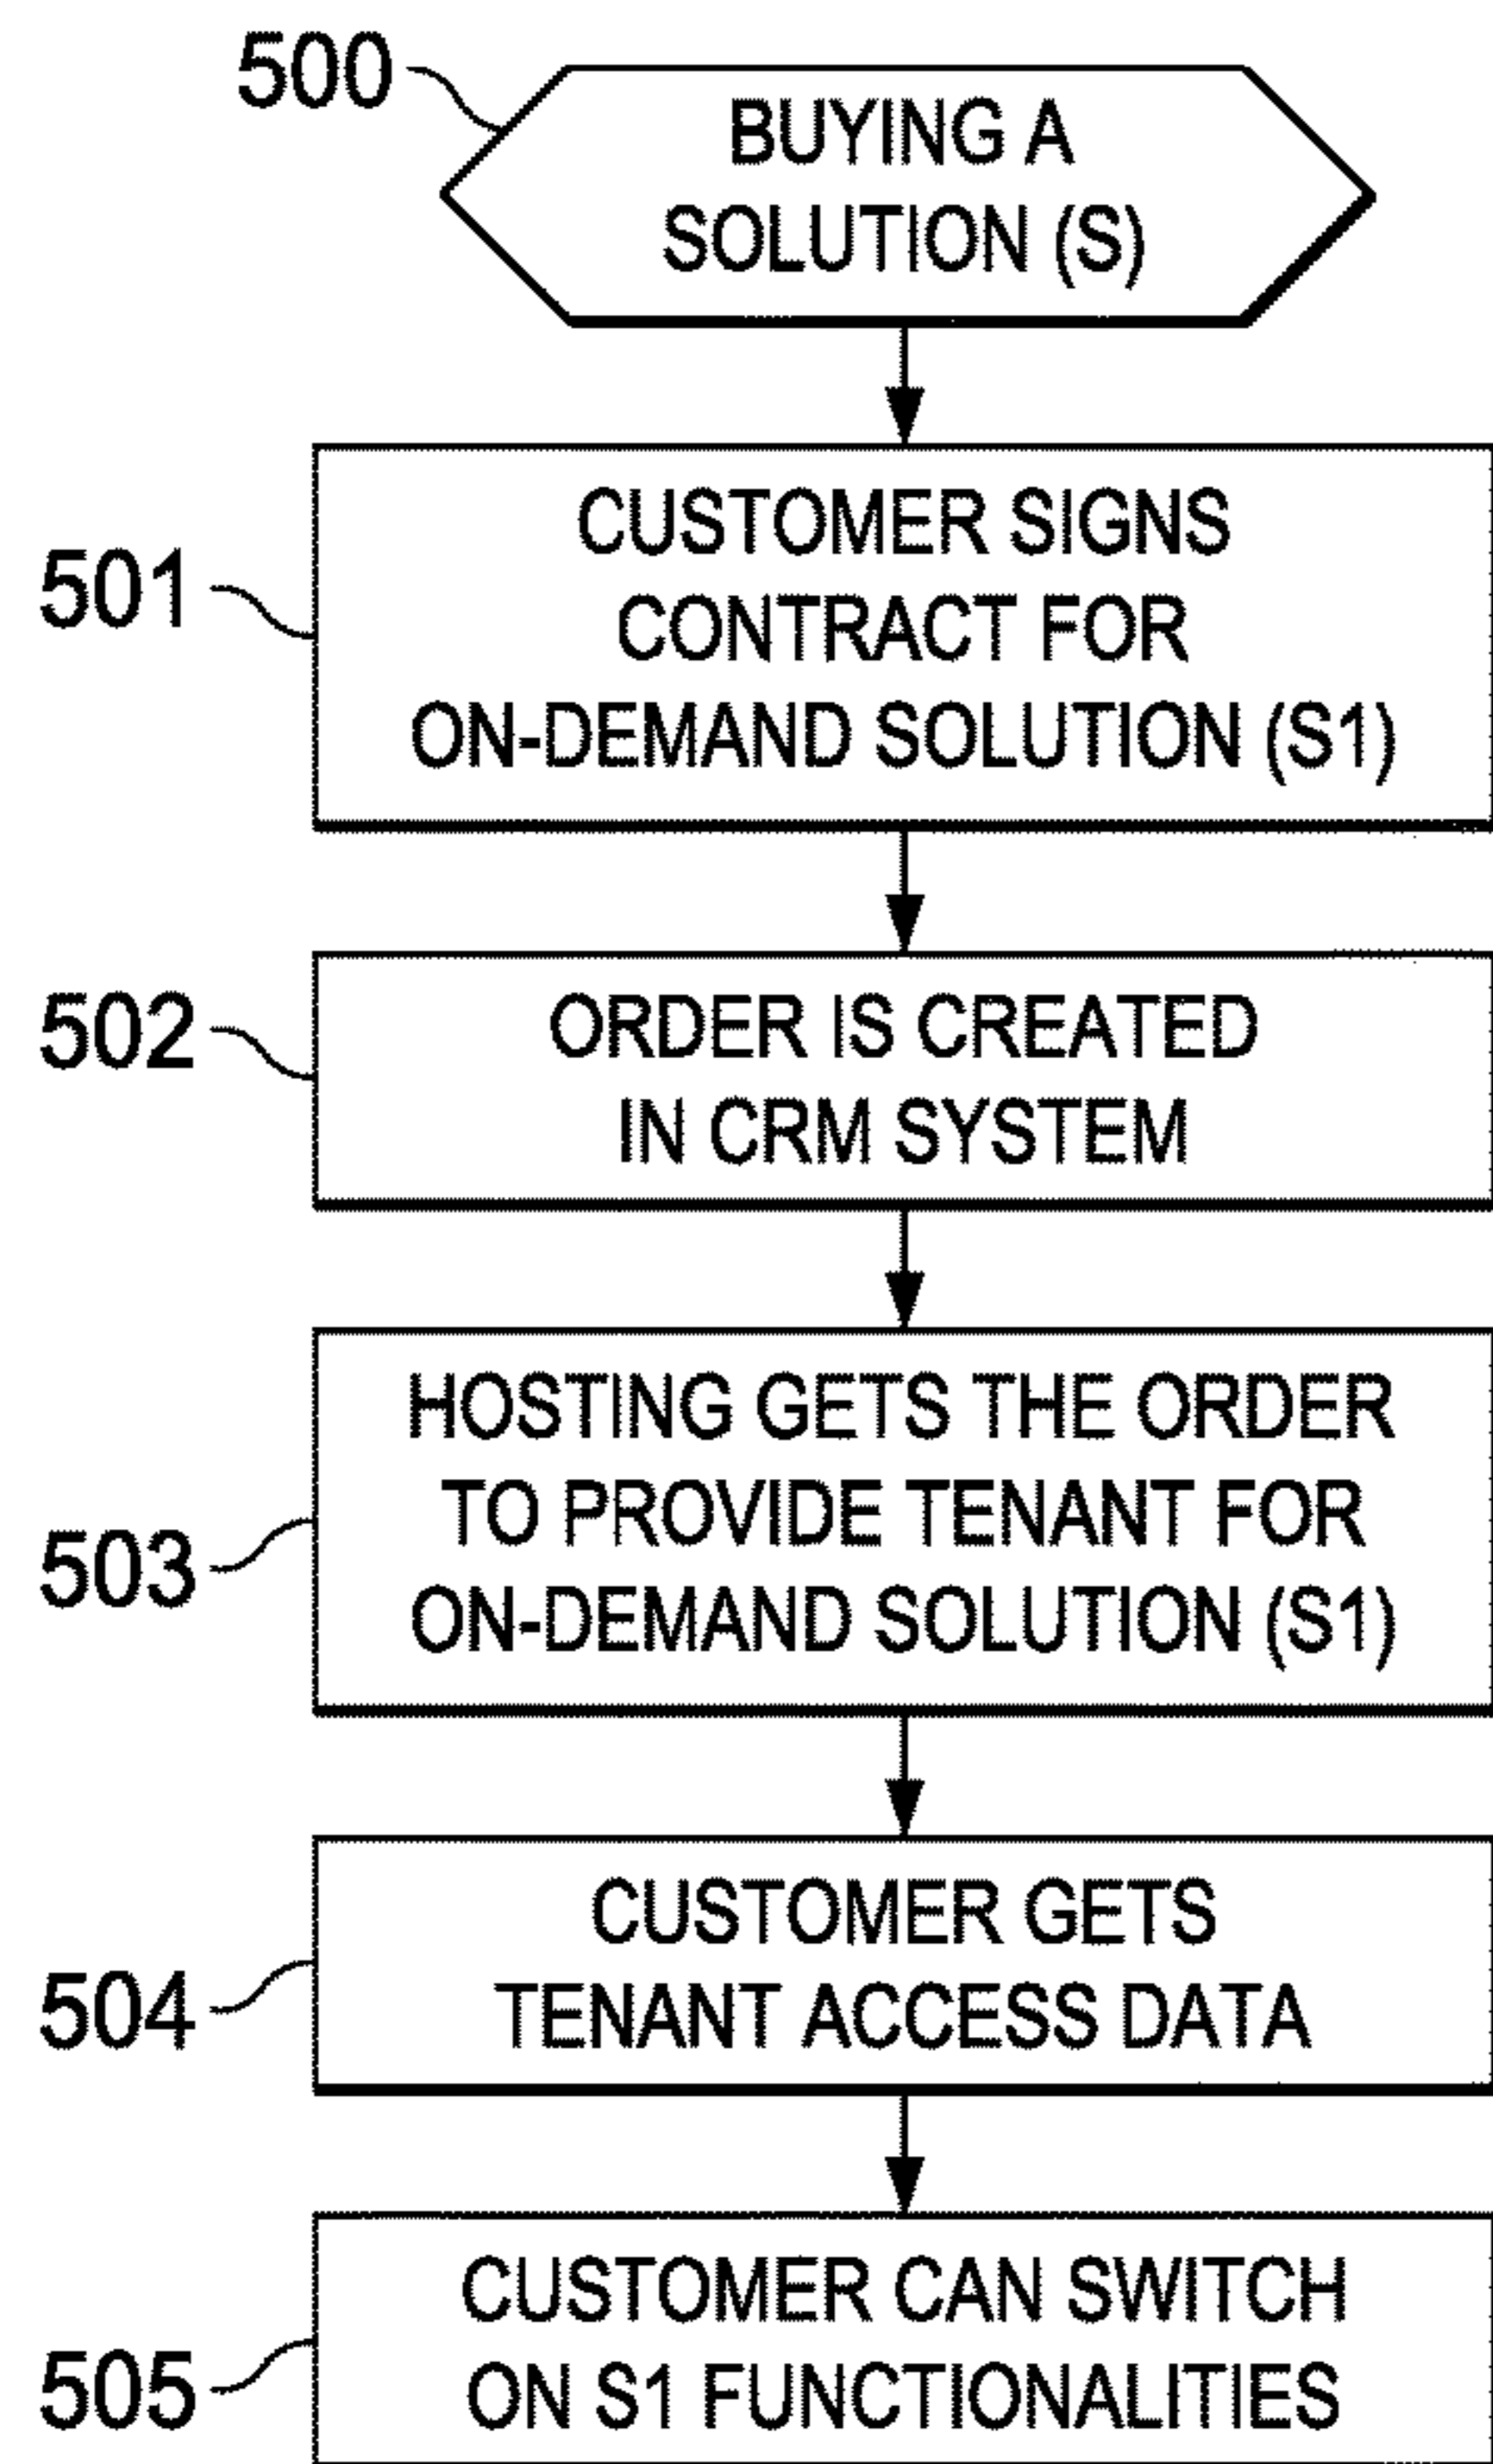 500
BUYING A
SOLUTION (S)
501
CUSTOMER SIGNS
CONTRACT FOR
ON-DEMAND SOLUTION (S1)
502
ORDER IS CREATED
IN CRM SYSTEM
503
HOSTING GETS THE ORDER
TO PROVIDE TENANT FOR
ON-DEMAND SOLUTION (S1)
504
CUSTOMER GETS
TENANT ACCESS DATA
505
CUSTOMER CAN SWITCH
ON S1 FUNCTIONALITIES